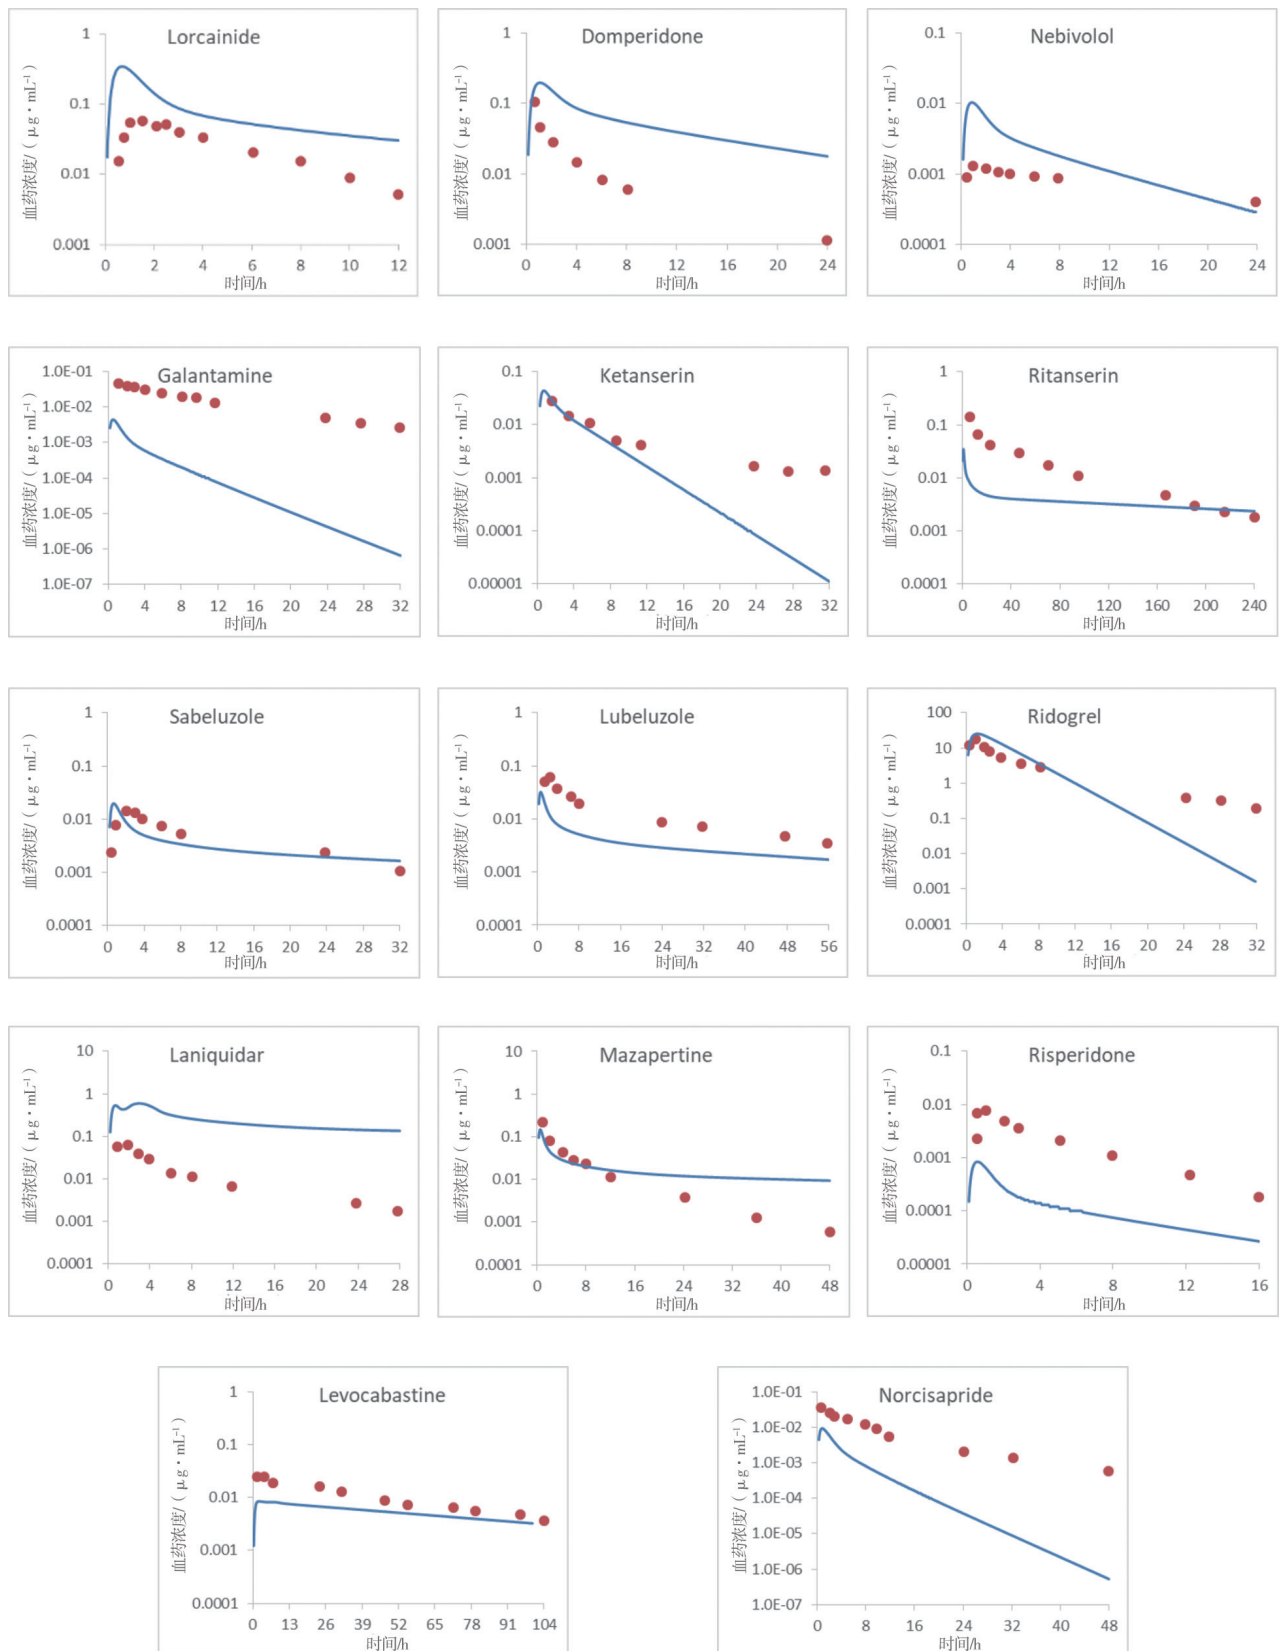 Lorcainide
血药浓度/（μg·mL⁻¹）
1
0.1
0.01
0.001
0 2 4 6 8 10 12
时间/h
Domperidone
血药浓度/（μg·mL⁻¹）
1
0.1
0.01
0.001
0 4 8 12 16 20 24
时间/h
Nebivolol
血药浓度/（μg·mL⁻¹）
0.1
0.01
0.001
0.0001
0 4 8 12 16 20 24
时间/h
Galantamine
血药浓度/（μg·mL⁻¹）
1.0E-01
1.0E-02
1.0E-03
1.0E-04
1.0E-05
1.0E-06
1.0E-07
0 4 8 12 16 20 24 28 32
时间/h
Ketanserin
血药浓度/（μg·mL⁻¹）
0.1
0.01
0.001
0.0001
0.00001
0 4 8 12 16 20 24 28 32
时间/h
Ritanserin
血药浓度/（μg·mL⁻¹）
1
0.1
0.01
0.001
0.0001
0 40 80 120 160 200 240
时间/h
Sabeluzole
血药浓度/（μg·mL⁻¹）
1
0.1
0.01
0.001
0.0001
0 4 8 12 16 20 24 28 32
时间/h
Lubeluzole
血药浓度/（μg·mL⁻¹）
1
0.1
0.01
0.001
0.0001
0 8 16 24 32 40 48 56
时间/h
Ridogrel
血药浓度/（μg·mL⁻¹）
100
10
1
0.1
0.01
0.001
0.0001
0 4 8 12 16 20 24 28 32
时间/h
Laniquidar
血药浓度/（μg·mL⁻¹）
10
1
0.1
0.01
0.001
0.0001
0 4 8 12 16 20 24 28
时间/h
Mazapertine
血药浓度/（μg·mL⁻¹）
10
1
0.1
0.01
0.001
0.0001
0 8 16 24 32 40 48
时间/h
Risperidone
血药浓度/（μg·mL⁻¹）
0.1
0.01
0.001
0.0001
0.00001
0 4 8 12 16
时间/h
Levocabastine
血药浓度/（μg·mL⁻¹）
1
0.1
0.01
0.001
0.0001
0 13 26 39 52 65 78 91 104
时间/h
Norcisapride
血药浓度/（μg·mL⁻¹）
1.0E-01
1.0E-02
1.0E-03
1.0E-04
1.0E-05
1.0E-06
1.0E-07
0 8 16 24 32 40 48
时间/h